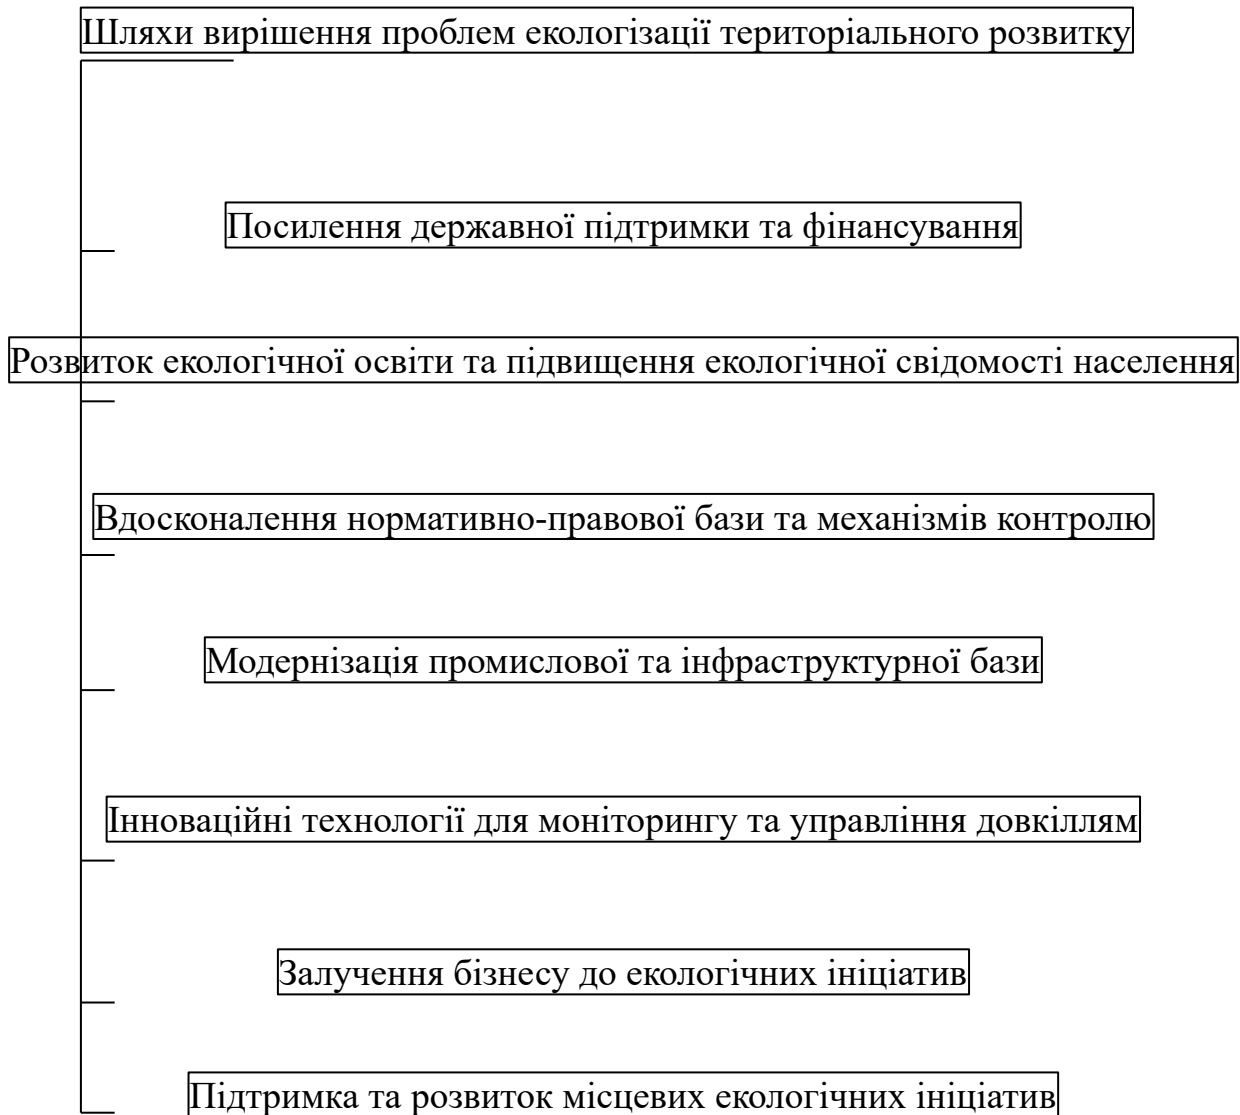 Шляхи вирішення проблем екологізації територіального розвитку
Посилення державної підтримки та фінансування
Розвиток екологічної освіти та підвищення екологічної свідомості населення
Вдосконалення нормативно-правової бази та механізмів контролю
Модернізація промислової та інфраструктурної бази
Інноваційні технології для моніторингу та управління довкіллям
Залучення бізнесу до екологічних ініціатив
Підтримка та розвиток місцевих екологічних ініціатив